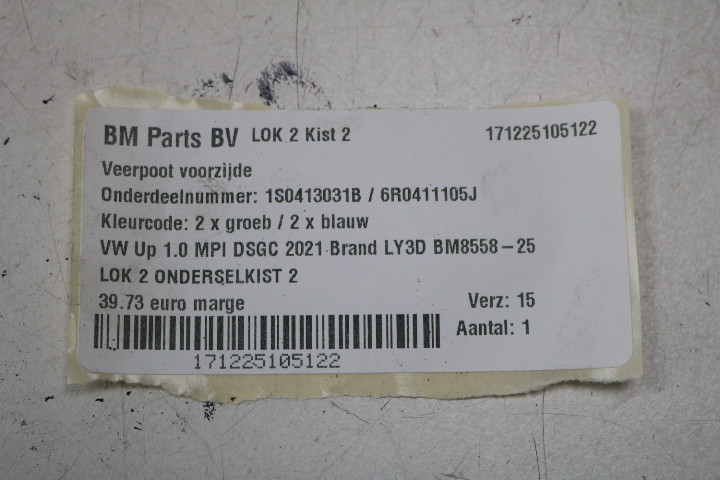 BM Parts BV LOK 2 Kist 2 171225105122
Veerpoot voorzijde
Onderdeelnummer: 1S0413031B / 6R0411105J
Kleurcode: 2 x groeb / 2 x blauw
VW Up 1.0 MPI DSGC 2021 Brand LY3D BM8558-25
LOK 2 ONDERSELKIST 2
39.73 euro marge Verz: 15
Aantal: 1
171225105122